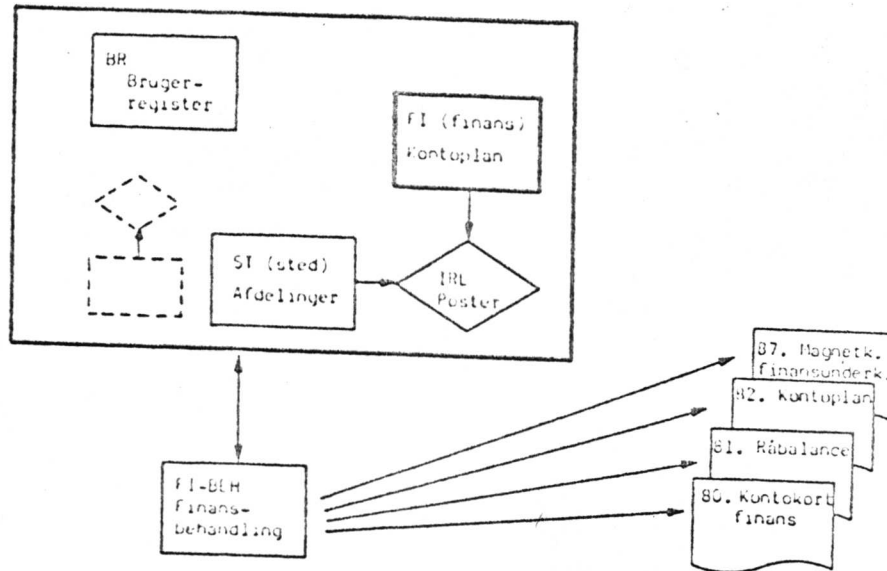 BR
Bruger-
register
FI (finans)
Kontoplan
ST (sted)
Afdelinger
IRL
Poster
87. Magnetk.
finansunderk.
82. Kontoplan
81. Råbalance
80. Kontokort
finans
FI-BEH
Finans-
behandling